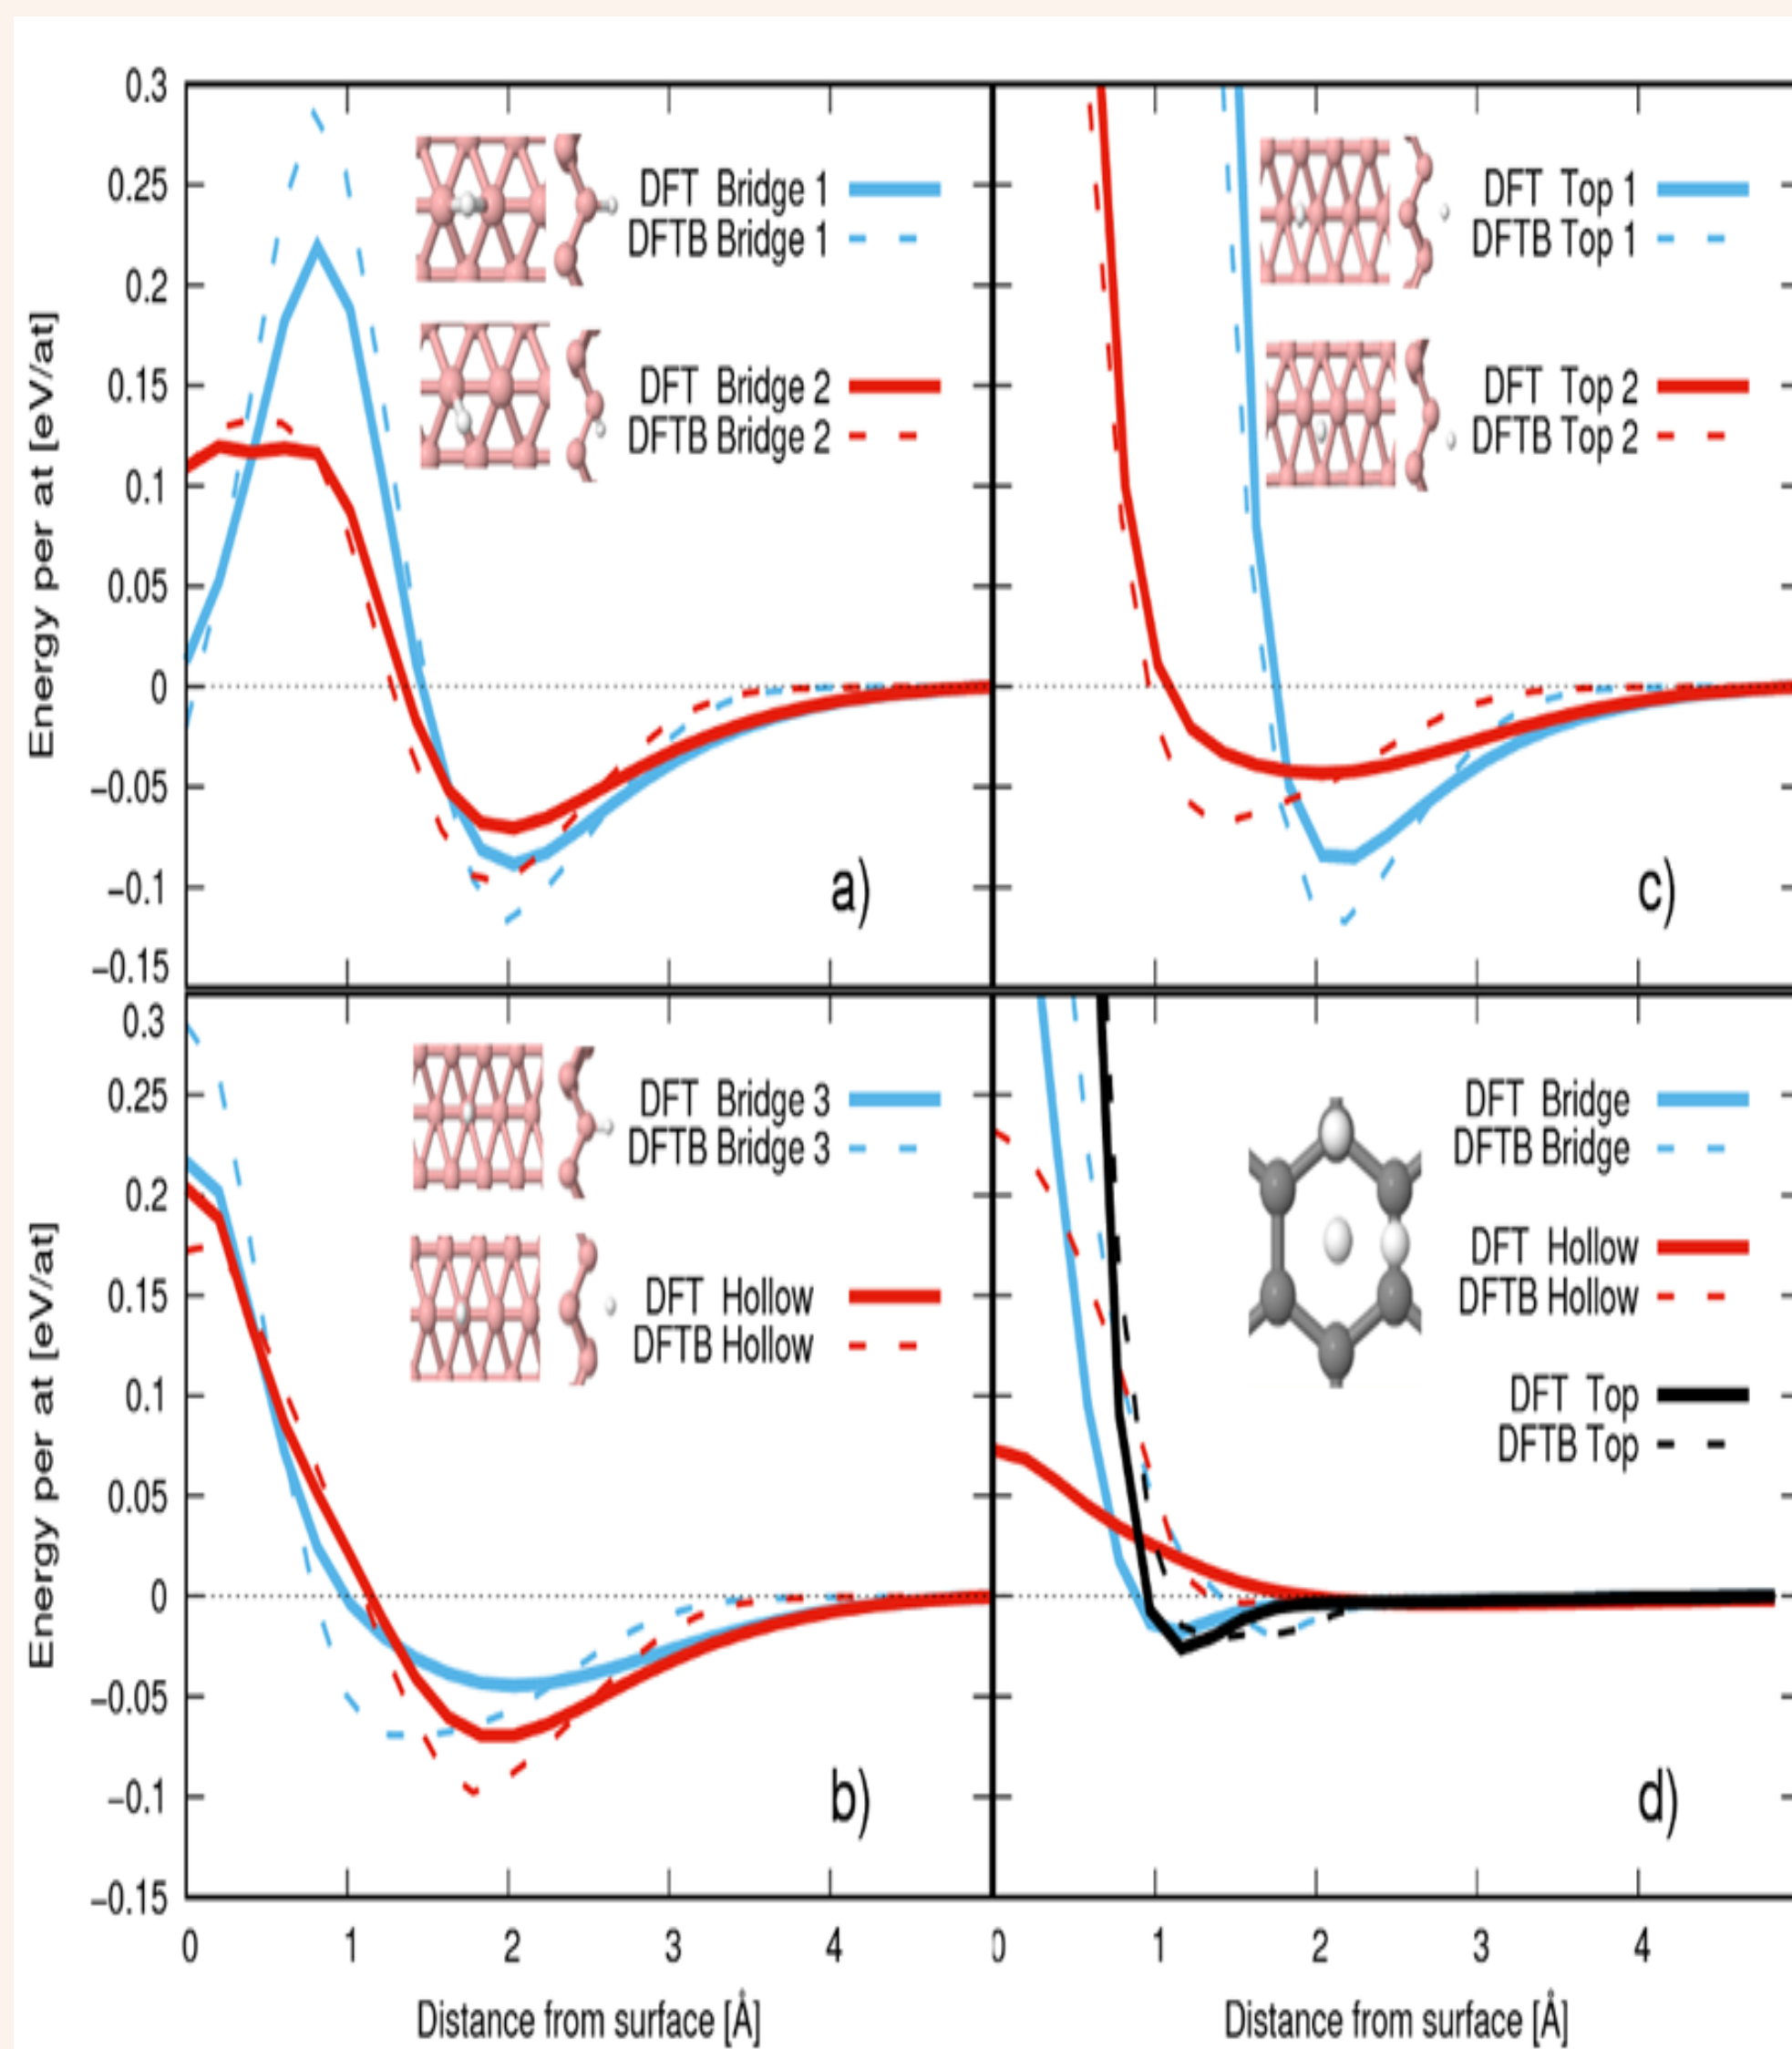 Energy per at [eV/at]
0.3
0.25
0.2
0.15
0.1
0.05
0
−0.05
−0.1
−0.15
DFT Bridge 1
DFTB Bridge 1
DFT Bridge 2
DFTB Bridge 2
a)
DFT Top 1
DFTB Top 1
DFT Top 2
DFTB Top 2
c)
Energy per at [eV/at]
0.3
0.25
0.2
0.15
0.1
0.05
0
−0.05
−0.1
−0.15
DFT Bridge 3
DFTB Bridge 3
DFT Hollow
DFTB Hollow
b)
DFT Bridge
DFTB Bridge
DFT Hollow
DFTB Hollow
DFT Top
DFTB Top
d)
0 1 2 3 4
0 1 2 3 4
Distance from surface [Å]
Distance from surface [Å]